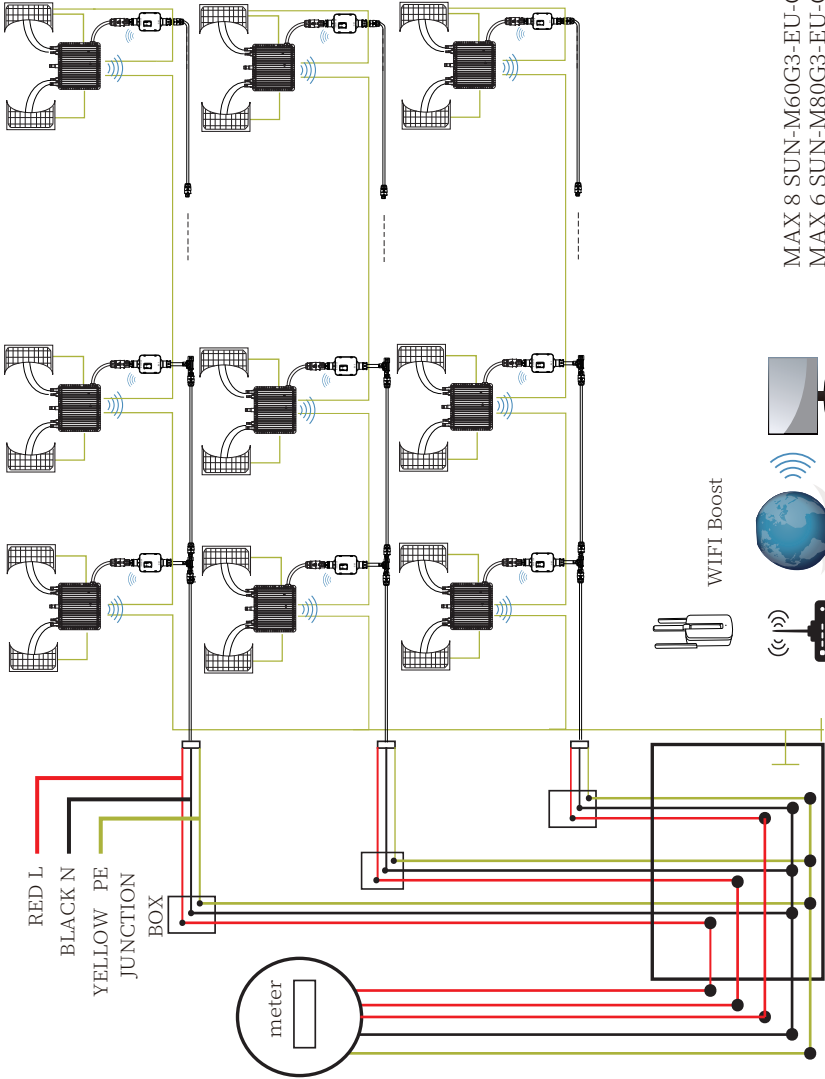 RED L
BLACK N
YELLOW PE
JUNCTION
BOX
meter
WIFI Boost
MAX 8 SUN-M60G3-EU-
MAX 6 SUN-M80G3-EU-